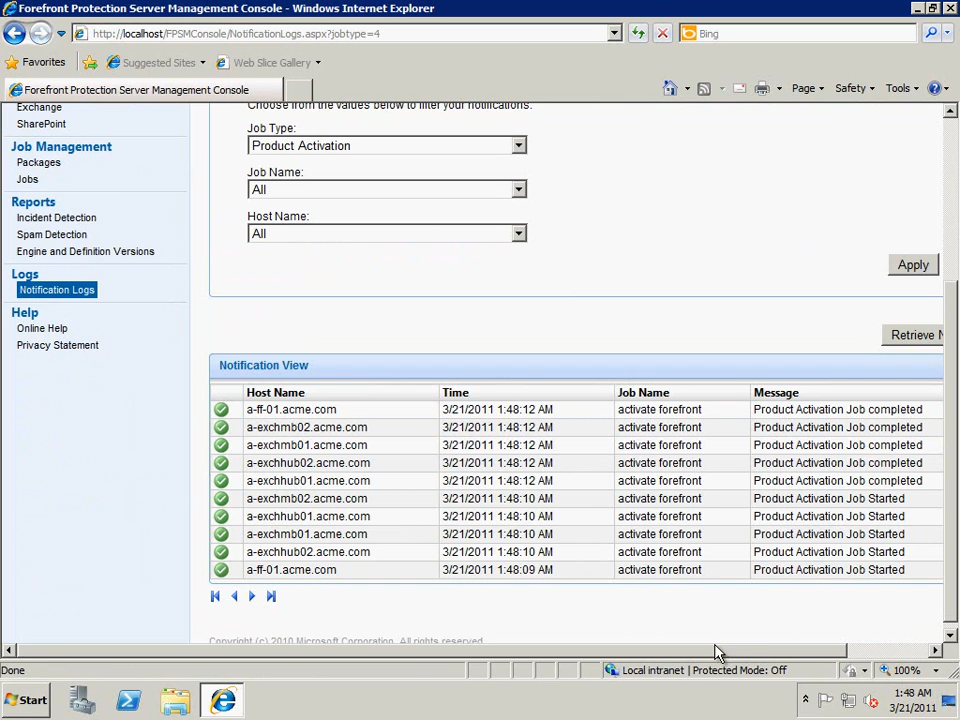 Forefront Protection Server Management Console - Windows Internet Explorer
http://localhost/FPSMConsole/NotificationLogs.aspx?jobtype=4
Bing
Favorites
Suggested Sites
Web Slice Gallery
Forefront Protection Server Management Console
Page
Safety
Tools
Exchange
SharePoint
Job Management
Packages
Jobs
Reports
Incident Detection
Spam Detection
Engine and Definition Versions
Logs
Notification Logs
Help
Online Help
Privacy Statement
Choose from the values below to filter your notifications.
Job Type:
Product Activation
Job Name:
All
Host Name:
All
Apply
Retrieve N
Notification View
Host Name Time Job Name Message
a-ff-01.acme.com 3/21/2011 1:48:12 AM activate forefront Product Activation Job completed
a-exchmb02.acme.com 3/21/2011 1:48:12 AM activate forefront Product Activation Job completed
a-exchmb01.acme.com 3/21/2011 1:48:12 AM activate forefront Product Activation Job completed
a-exchhub02.acme.com 3/21/2011 1:48:12 AM activate forefront Product Activation Job completed
a-exchhub01.acme.com 3/21/2011 1:48:12 AM activate forefront Product Activation Job completed
a-exchmb02.acme.com 3/21/2011 1:48:10 AM activate forefront Product Activation Job Started
a-exchhub01.acme.com 3/21/2011 1:48:10 AM activate forefront Product Activation Job Started
a-exchmb01.acme.com 3/21/2011 1:48:10 AM activate forefront Product Activation Job Started
a-exchhub02.acme.com 3/21/2011 1:48:10 AM activate forefront Product Activation Job Started
a-ff-01.acme.com 3/21/2011 1:48:09 AM activate forefront Product Activation Job Started
Copyright (c) 2010 Microsoft Corporation. All rights reserved.
Done
Local intranet | Protected Mode: Off
100%
Start
1:48 AM
3/21/2011